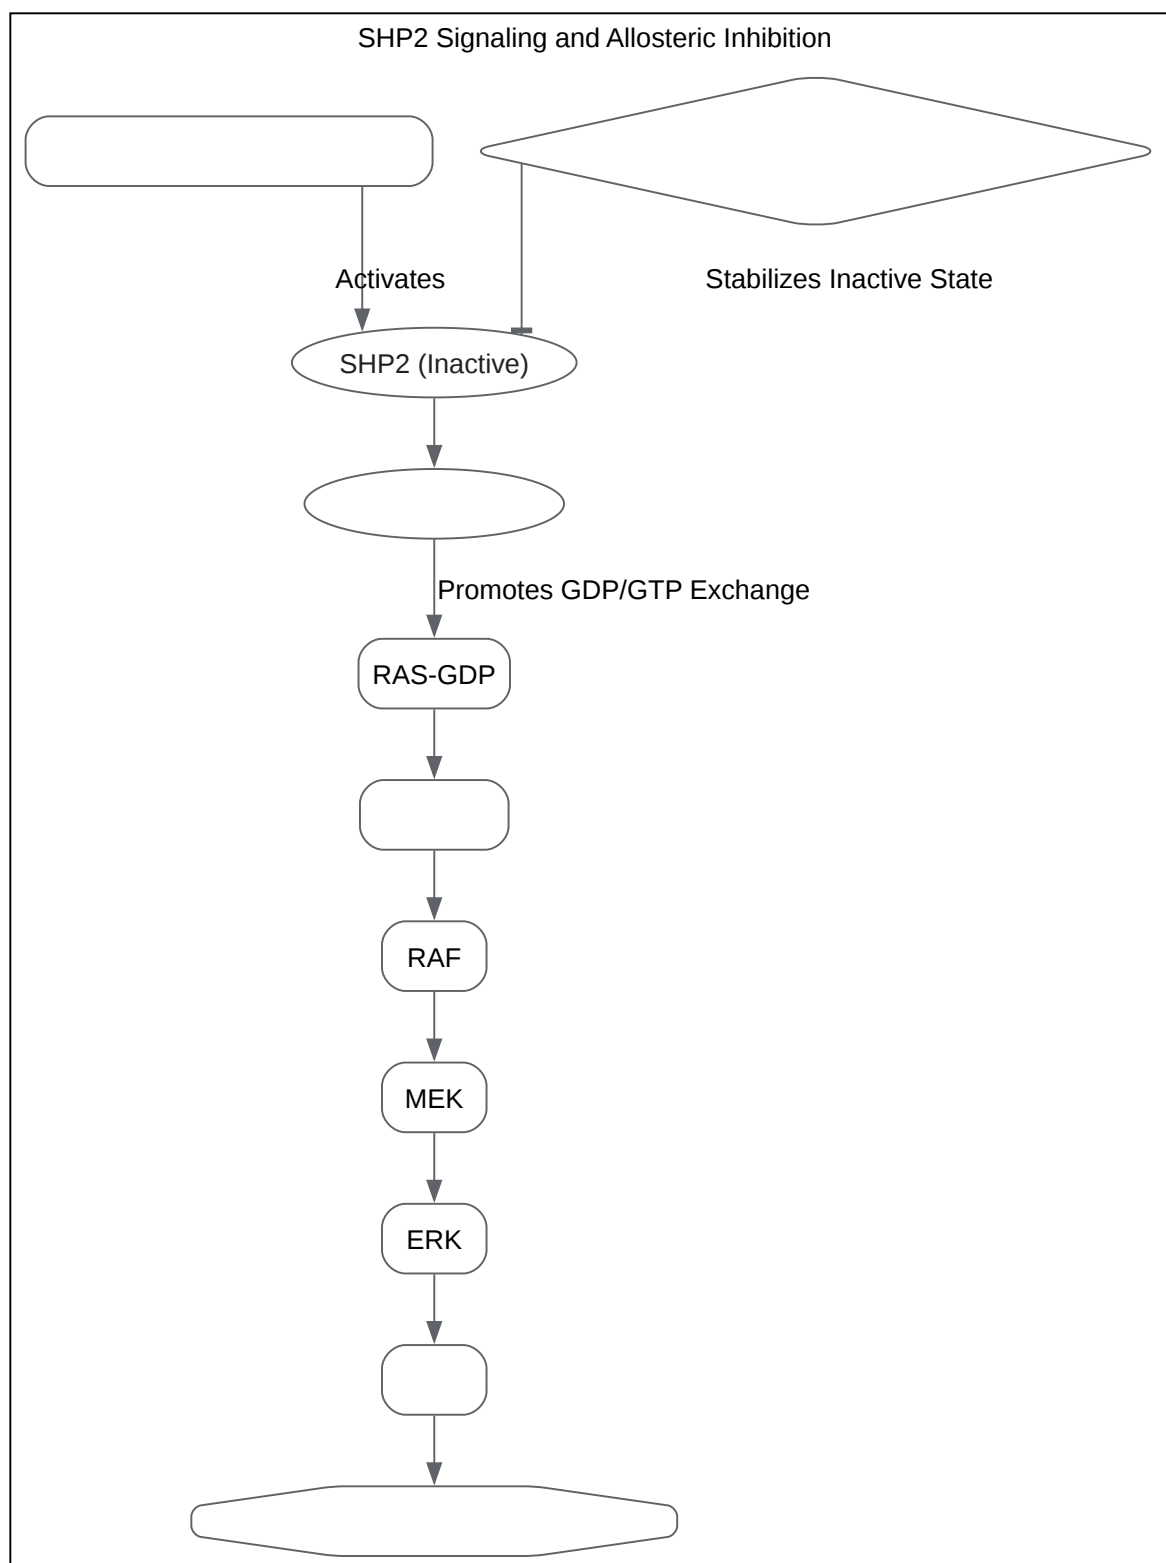 SHP2 Signaling and Allosteric Inhibition
Activates
Stabilizes Inactive State
SHP2 (Inactive)
Promotes GDP/GTP Exchange
RAS-GDP
RAF
MEK
ERK